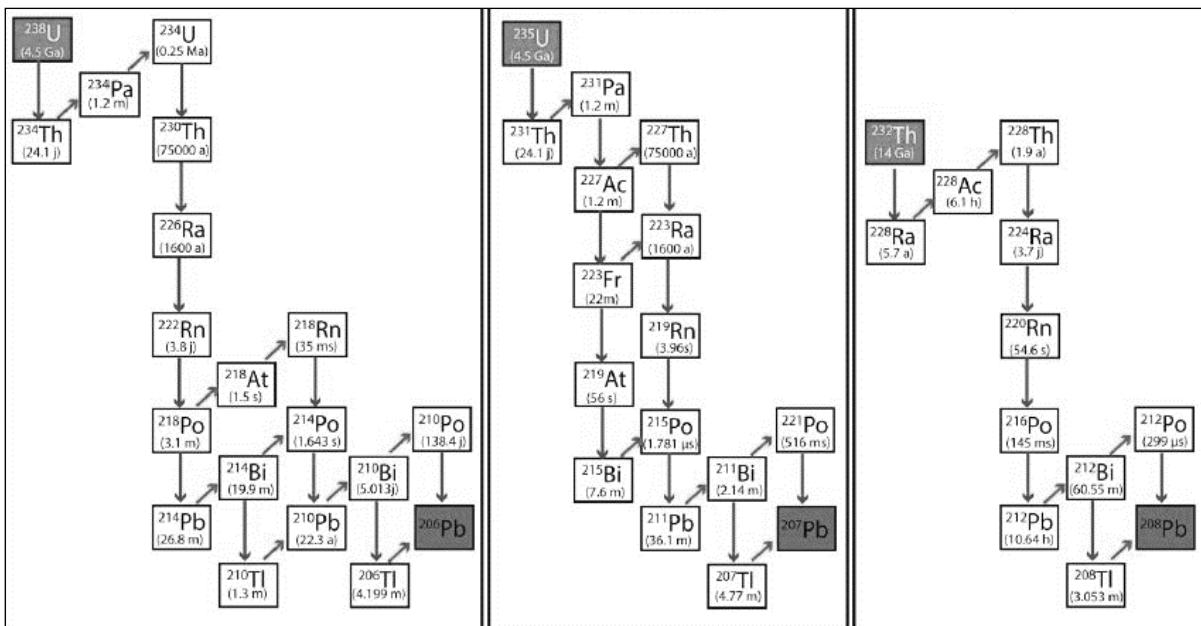 238U
(4.5 Ga)
234U
(0.25 Ma)
234Pa
(1.2 m)
234Th
(24.1 j)
230Th
(75000 a)
226Ra
(1600 a)
222Rn
(3.8 j)
218Rn
(35 ms)
218At
(1.5 s)
218Po
(3.1 m)
214Po
(1.643 s)
210Po
(138.4 j)
214Bi
(19.9 m)
210Bi
(5.013j)
214Pb
(26.8 m)
210Pb
(22.3 a)
206Pb
210Tl
(1.3 m)
206Tl
(4.199 m)
235U
(4.5 Ga)
231Pa
(1.2 m)
231Th
(24.1 j)
227Th
(75000 a)
227Ac
(1.2 m)
223Ra
(1600 a)
223Fr
(22m)
219Rn
(3.96s)
219At
(56 s)
215Po
(1.781 µs)
221Po
(516 ms)
215Bi
(7.6 m)
211Bi
(2.14 m)
211Pb
(36.1 m)
207Pb
207Tl
(4.77 m)
232Th
(14 Ga)
228Th
(1.9 a)
228Ac
(6.1 h)
228Ra
(5.7 a)
224Ra
(3.7 j)
220Rn
(54.6 s)
216Po
(145 ms)
212Po
(299 µs)
212Bi
(60.55 m)
212Pb
(10.64 h)
208Pb
208Tl
(3.053 m)